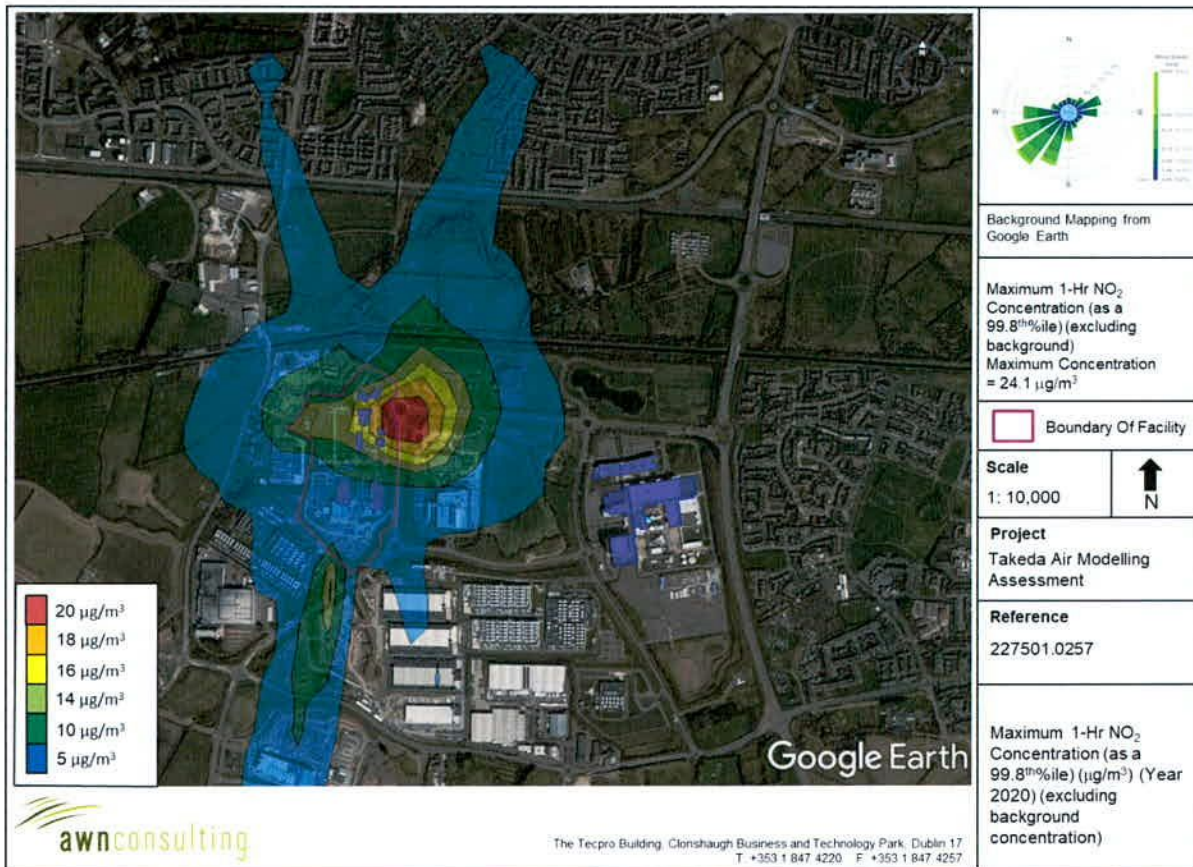 N
W
S
Background Mapping from
Google Earth
Maximum 1-Hr NO₂
Concentration (as a
99.8ᵗʰ%ile) (excluding
background)
Maximum Concentration
= 24.1 µg/m³
Boundary Of Facility
Scale
1: 10,000
N
Project
Takeda Air Modelling
Assessment
Reference
227501.0257
Maximum 1-Hr NO₂
Concentration (as a
99.8ᵗʰ%ile) (µg/m³) (Year
2020) (excluding
background
concentration)
20 µg/m³
18 µg/m³
16 µg/m³
14 µg/m³
10 µg/m³
5 µg/m³
Google Earth
awnconsulting
The Tecpro Building, Clonshaugh Business and Technology Park, Dublin 17
T: +353 1 847 4220 F: +353 1 847 4257